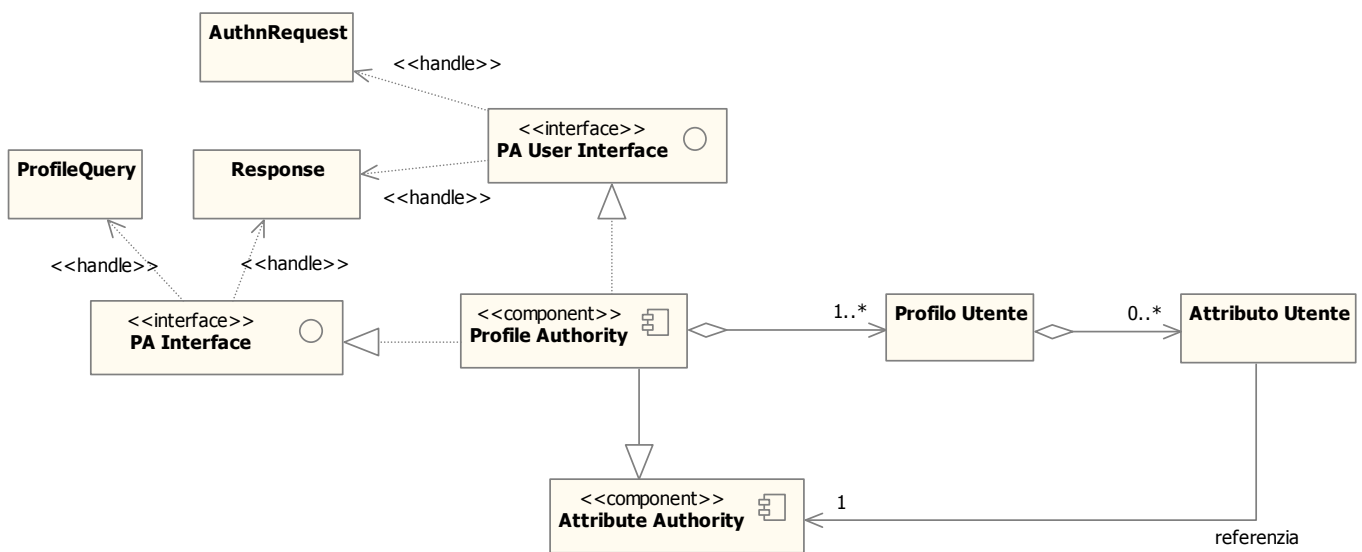 AuthnRequest
<<handle>>
<<interface>>
PA User Interface
ProfileQuery
Response
<<handle>>
<<handle>>
<<handle>>
<<interface>>
PA Interface
<<component>>
Profile Authority
1..*
Profilo Utente
0..*
Attributo Utente
<<component>>
Attribute Authority
1
referenzia